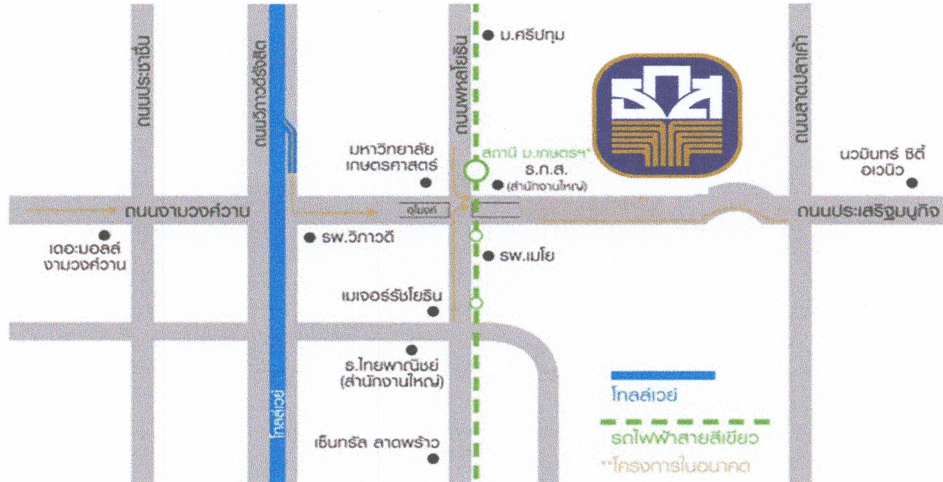 ม.ศรีปทุม
ถนนประชาชื่น
ถนนวิภาวดีรังสิต
ถนนพหลโยธิน
ถนนลาดปลาเค้า
ธกส
มหาวิทยาลัย
เกษตรศาสตร์
สถานี ม.เกษตรฯ*
ธ.ก.ส.
(สำนักงานใหญ่)
นวมินทร์ ซิตี้
อเวนิว
ถนนงามวงศ์วาน
อุโมงค์
ถนนประเสริฐมนูกิจ
เดอะมอลล์
งามวงศ์วาน
รพ.วิภาวดี
รพ.เมโย
เมเจอร์รัชโยธิน
ธ.ไทยพาณิชย์
(สำนักงานใหญ่)
โทลล์เวย์
โทลล์เวย์
เซ็นทรัล ลาดพร้าว
รถไฟฟ้าสายสีเขียว
**โครงการในอนาคต